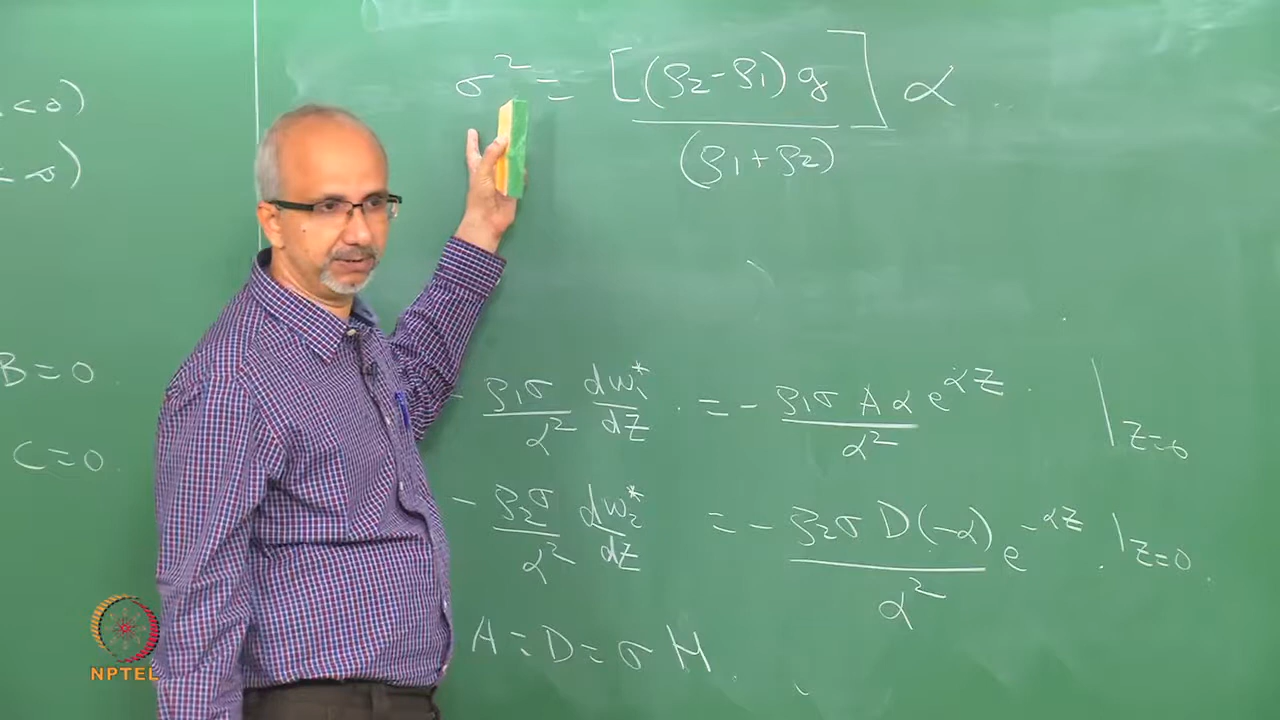 < 0)
< 0)
B = 0
C = 0
σ² = [(ρ₂ - ρ₁) g] α
(ρ₁ + ρ₂)
- ρ₁σ/α² dw₁*/dz = - ρ₁σ A α/α² e^{αz} |z=0
- ρ₂σ/α² dw₂*/dz = - ρ₂σ D(-α)/α² e^{-αz} |z=0
A = D = σ H
NPTEL